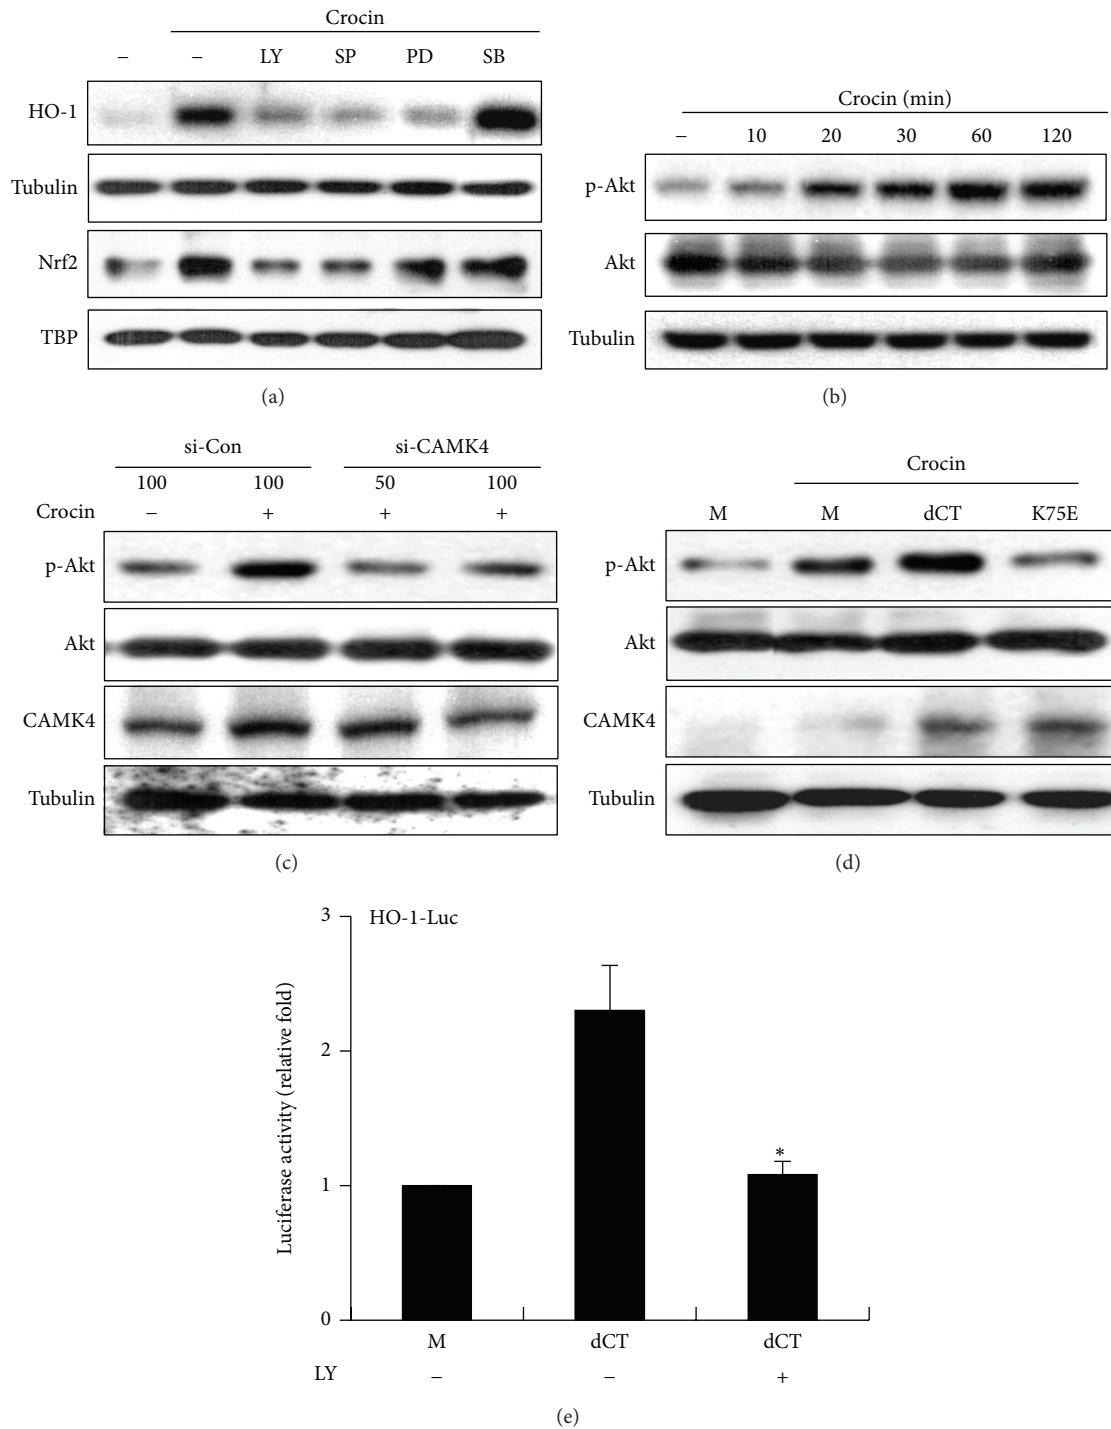 Crocin
– – LY SP PD SB
HO-1
Tubulin
Nrf2
TBP
(a)
Crocin (min)
– 10 20 30 60 120
p-Akt
Akt
Tubulin
(b)
si-Con si-CAMK4
100 100 50 100
Crocin – + + +
p-Akt
Akt
CAMK4
Tubulin
(c)
Crocin
M M dCT K75E
p-Akt
Akt
CAMK4
Tubulin
(d)
HO-1-Luc
Luciferase activity (relative fold)
3
2
1
0
*
M dCT dCT
LY – – +
(e)